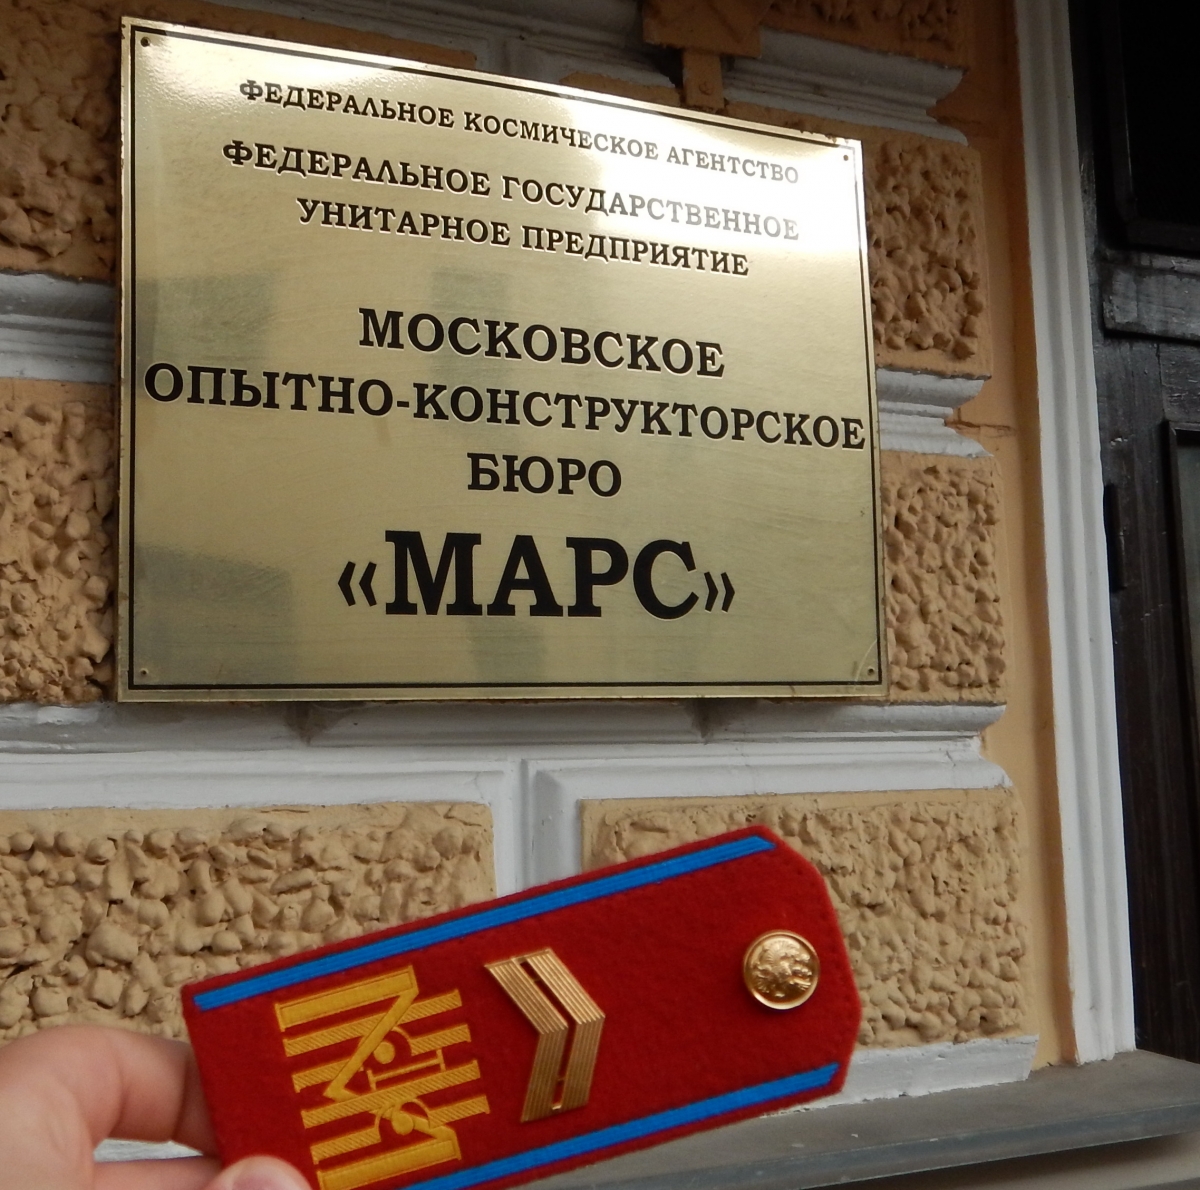 ФЕДЕРАЛЬНОЕ КОСМИЧЕСКОЕ АГЕНТСТВО
ФЕДЕРАЛЬНОЕ ГОСУДАРСТВЕННОЕ
УНИТАРНОЕ ПРЕДПРИЯТИЕ
МОСКОВСКОЕ
ОПЫТНО-КОНСТРУКТОРСКОЕ
БЮРО
«МАРС»